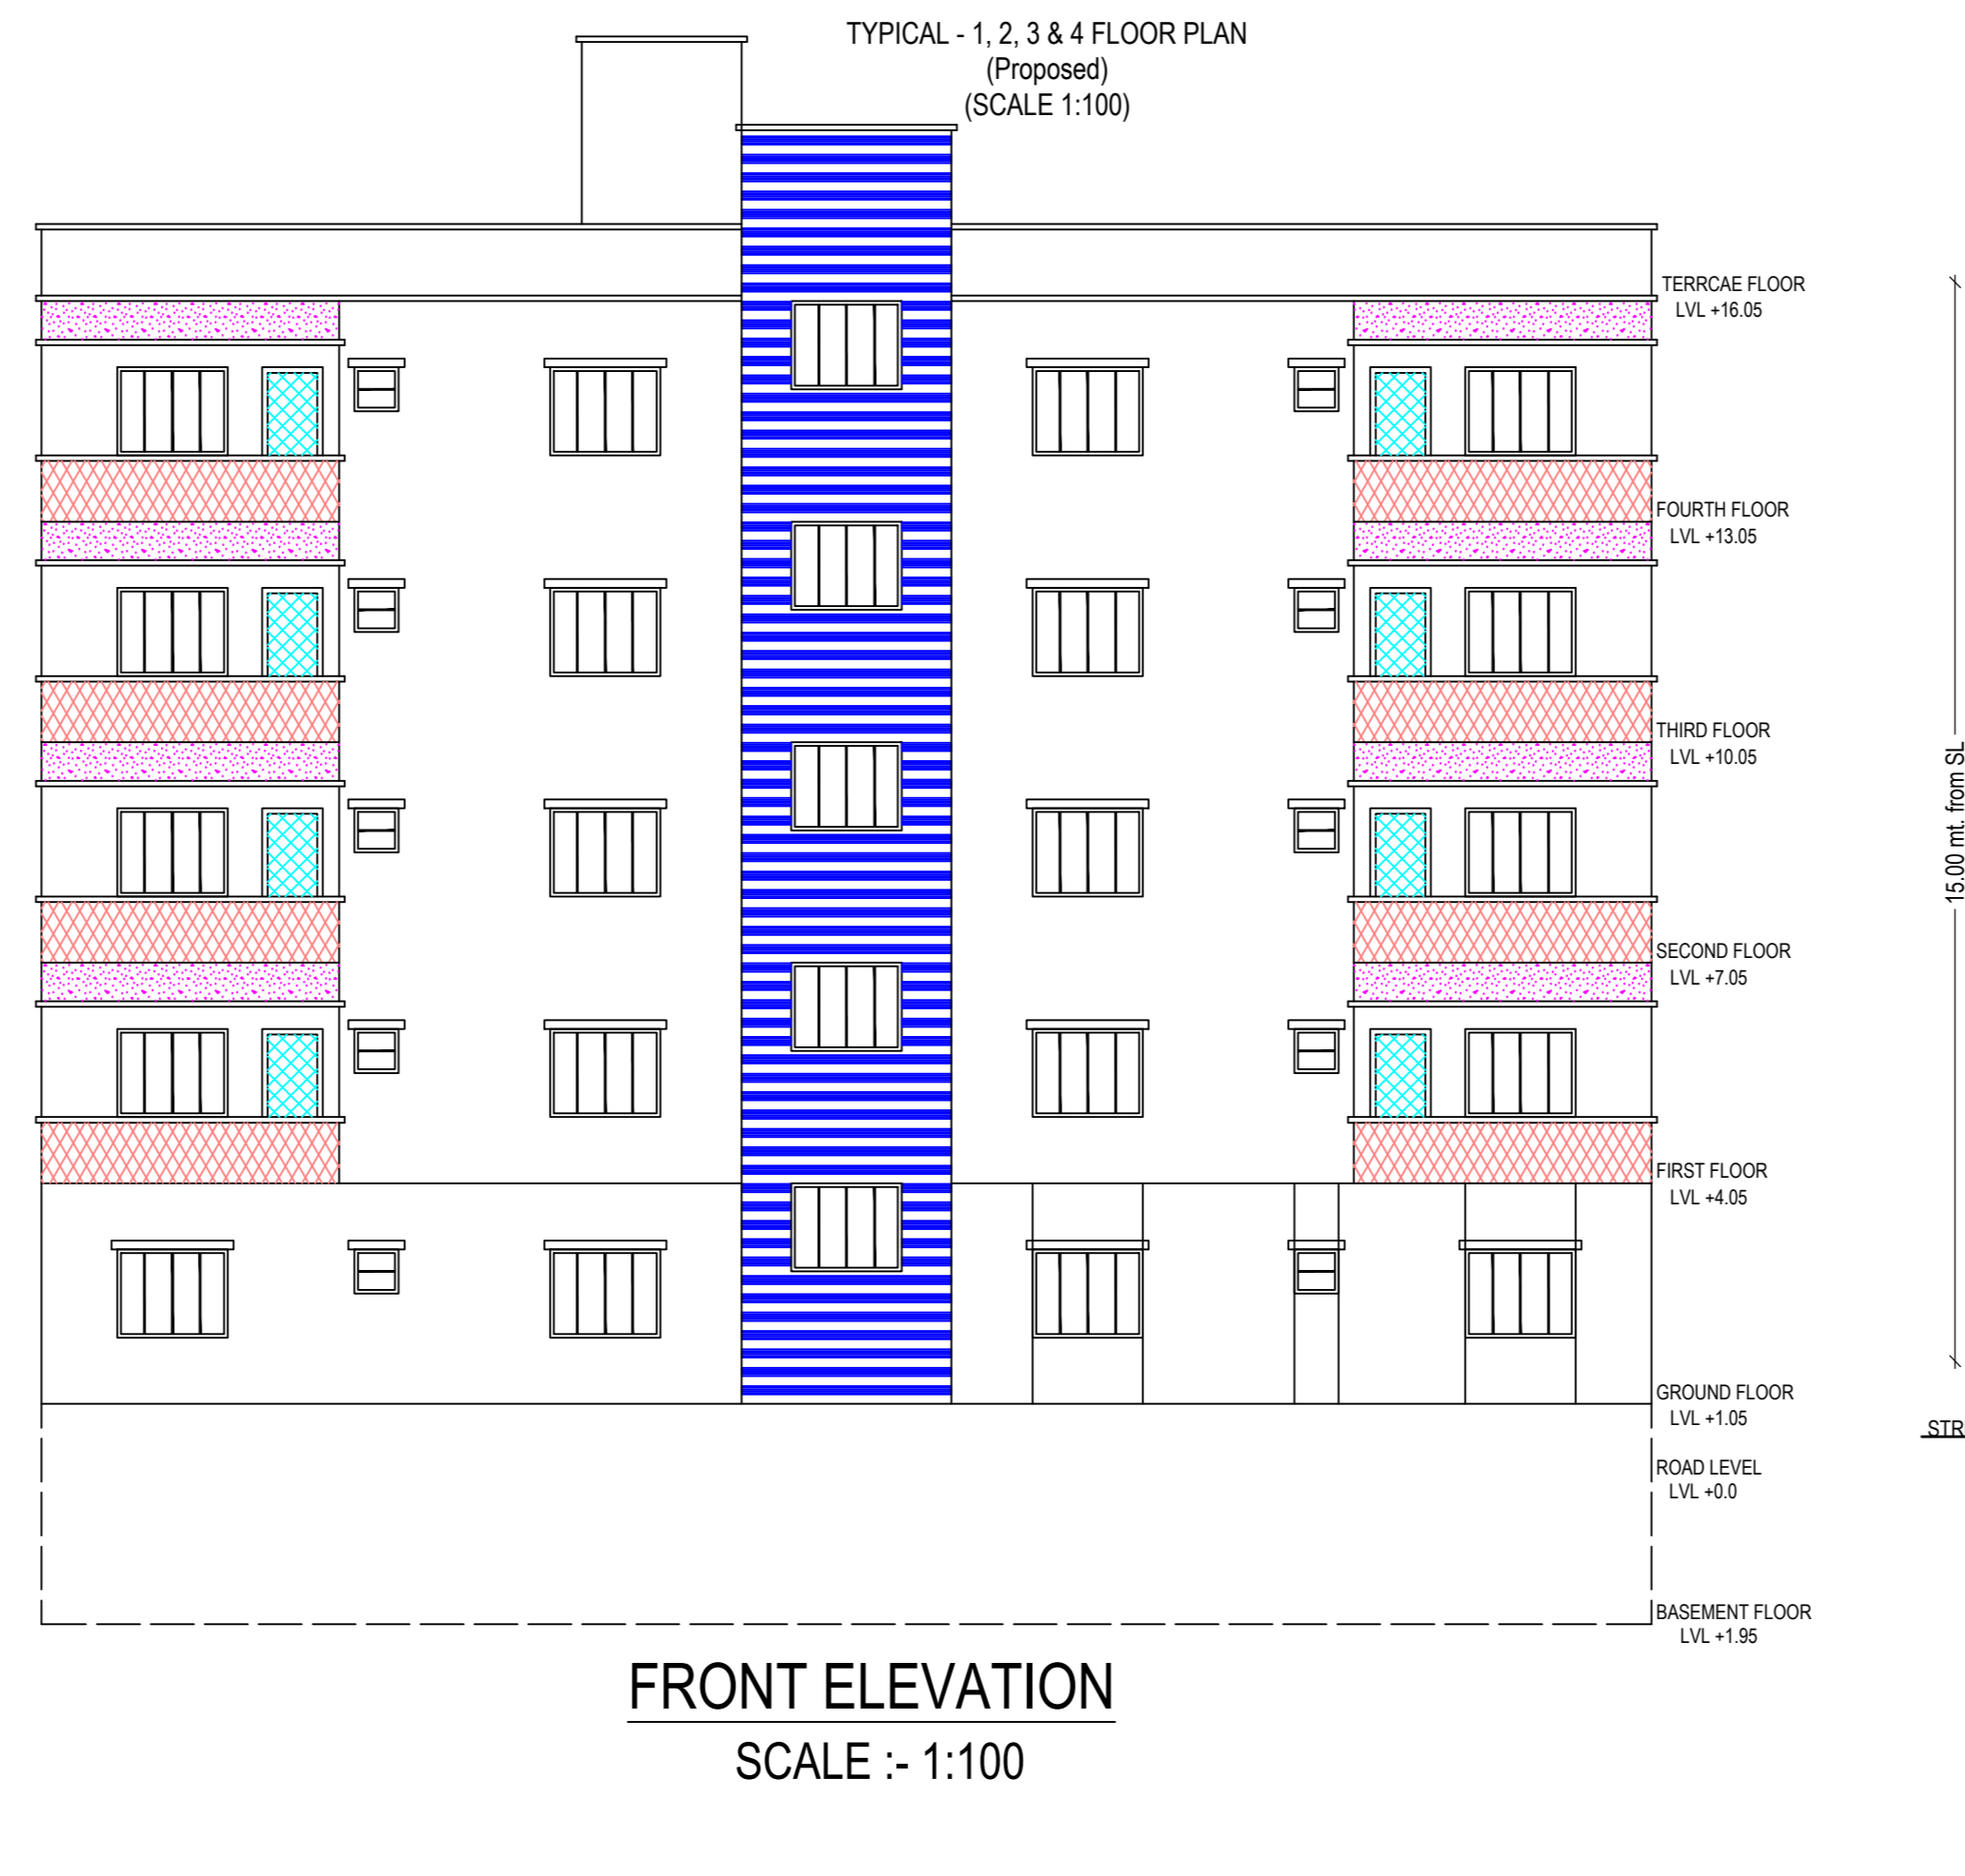 TYPICAL - 1, 2, 3 & 4 FLOOR PLAN
(Proposed)
(SCALE 1:100)
TERRCAE FLOOR
LVL +16.05
FOURTH FLOOR
LVL +13.05
THIRD FLOOR
LVL +10.05
15.00 mt. from SL
SECOND FLOOR
LVL +7.05
FIRST FLOOR
LVL +4.05
GROUND FLOOR
LVL +1.05
ROAD LEVEL
LVL +0.0
BASEMENT FLOOR
LVL +1.95
FRONT ELEVATION
SCALE :- 1:100